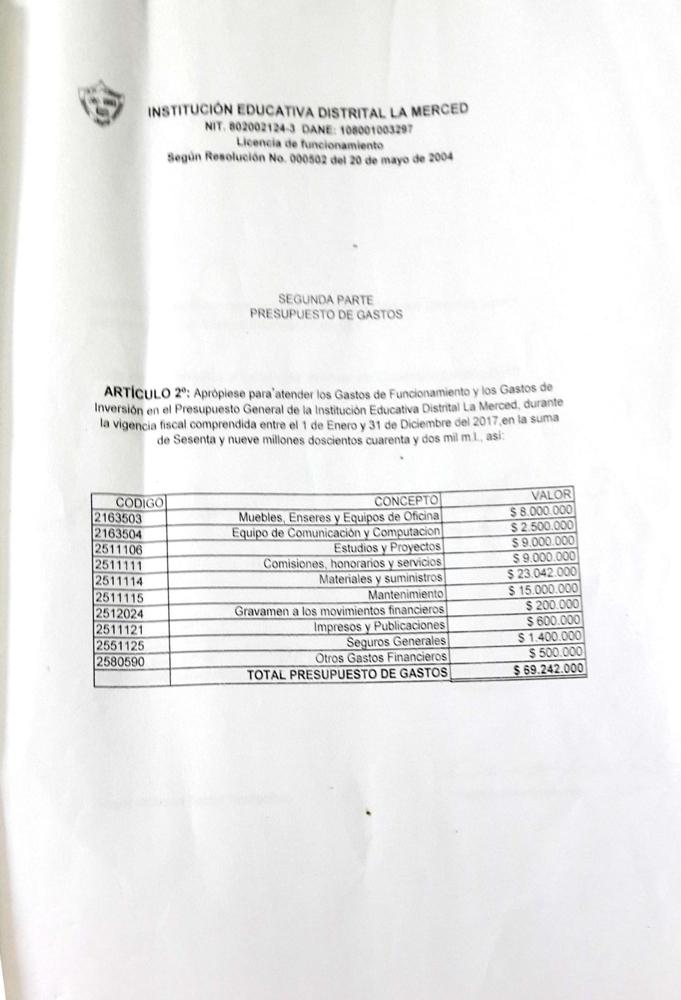 INSTITUCIÓN EDUCATIVA DISTRITAL LA MERCED
NIT. 802002124-3 DANE: 108001003297
Licencia de funcionamiento
Según Resolución No. 000502 del 20 de mayo de 2004
SEGUNDA PARTE
PRESUPUESTO DE GASTOS
ARTÍCULO 2º: Aprópiese para atender los Gastos de Funcionamiento y los Gastos de
Inversión en el Presupuesto General de la Institución Educativa Distrital La Merced, durante
la vigencia fiscal comprendida entre el 1 de Enero y 31 de Diciembre del 2017,en la suma
de Sesenta y nueve millones doscientos cuarenta y dos mil m.l., asi:
CODIGO CONCEPTO VALOR
2163503 Muebles, Enseres y Equipos de Oficina $ 8.000.000
2163504 Equipo de Comunicación y Computacion $ 2.500.000
2511106 Estudios y Proyectos $ 9.000.000
2511111 Comisiones, honorarios y servicios $ 9.000.000
2511114 Materiales y suministros $ 23.042.000
2511115 Mantenimiento $ 15.000.000
2512024 Gravamen a los movimientos financieros $ 200.000
2511121 Impresos y Publicaciones $ 600.000
2551125 Seguros Generales $ 1.400.000
2580590 Otros Gastos Financieros $ 500.000
TOTAL PRESUPUESTO DE GASTOS $ 69.242.000